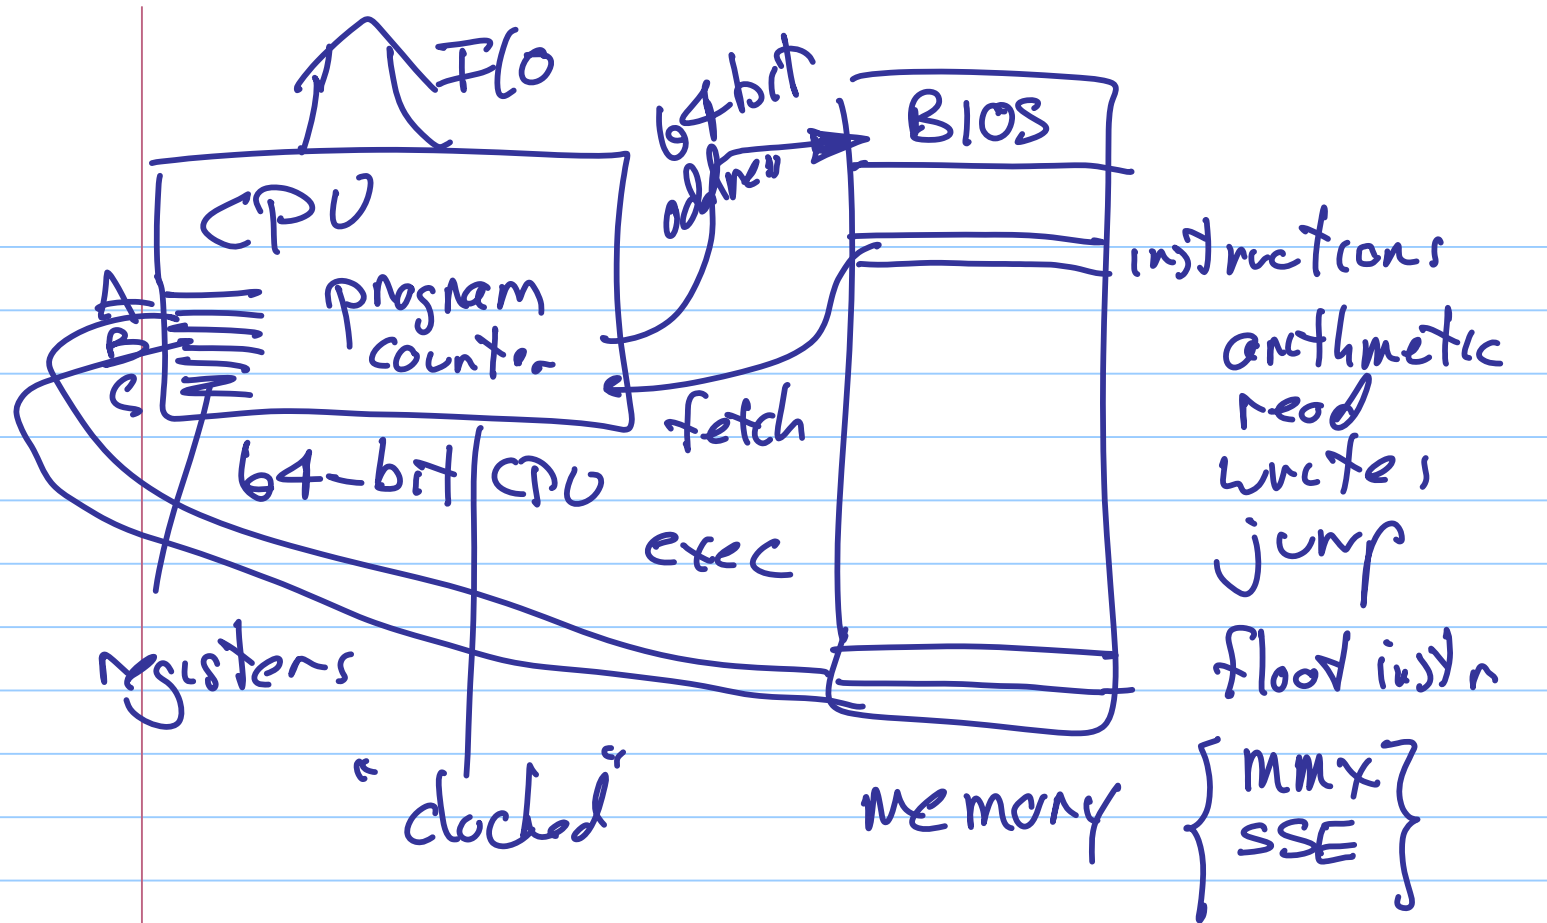 I/O
64 bit
address
BIOS
CPU
A
B
C
program
counter
instructions
arithmetic
read
writes
jump
float instr
fetch
64-bit CPU
exec
registers
"clocked"
memory
{ MMX }
SSE